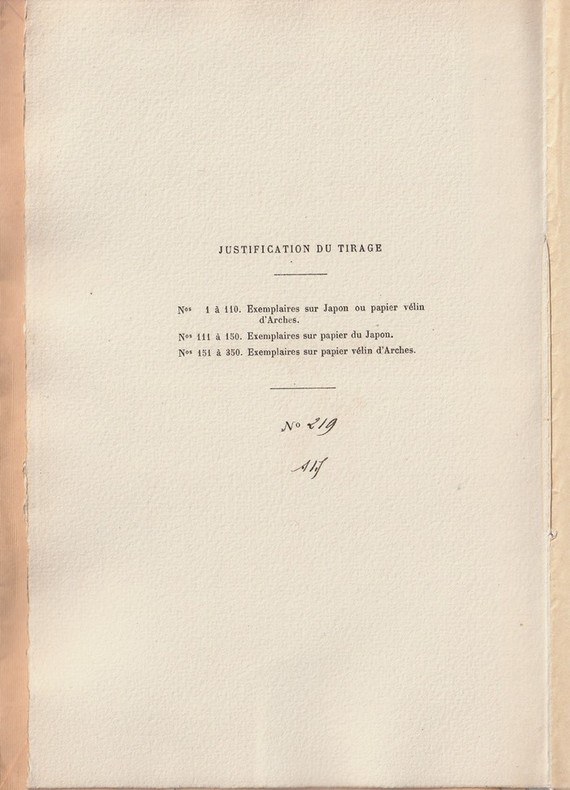 JUSTIFICATION DU TIRAGE
Nos 1 à 110. Exemplaires sur Japon ou papier vélin
d'Arches.
Nos 111 à 150. Exemplaires sur papier du Japon.
Nos 151 à 350. Exemplaires sur papier vélin d'Arches.
No 219